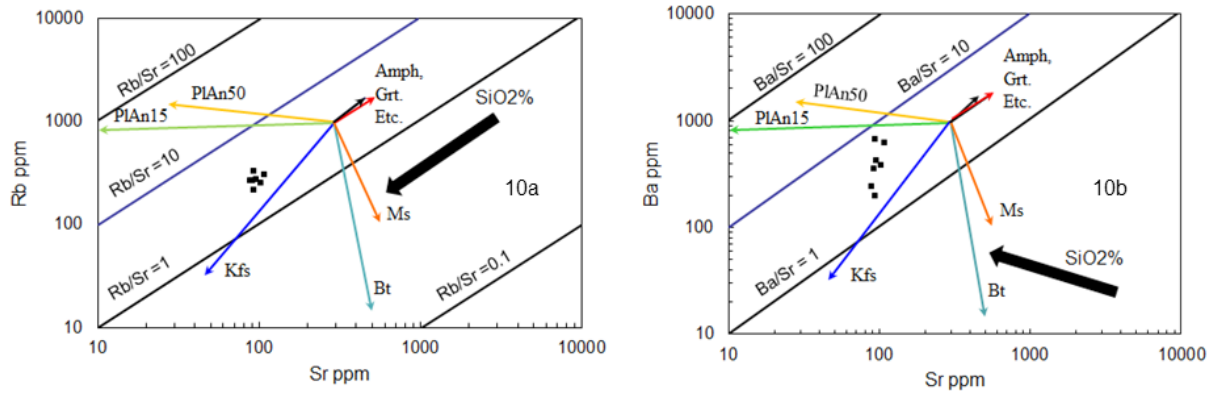 10000
1000
100
10
Rb ppm
Rb/Sr=100
PlAn50
PlAn15
Rb/Sr=10
Amph,
Grt.
Etc.
SiO2%
10a
Ms
Kfs
Bt
Rb/Sr=1
Rb/Sr=0.1
10
100
1000
10000
Sr ppm
10000
1000
100
10
Ba ppm
Ba/Sr=100
Ba/Sr= 10
PlAn50
PlAn15
Amph,
Grt.
Etc.
10b
Ms
SiO2%
Kfs
Bt
Ba/Sr = 1
10
100
1000
10000
Sr ppm